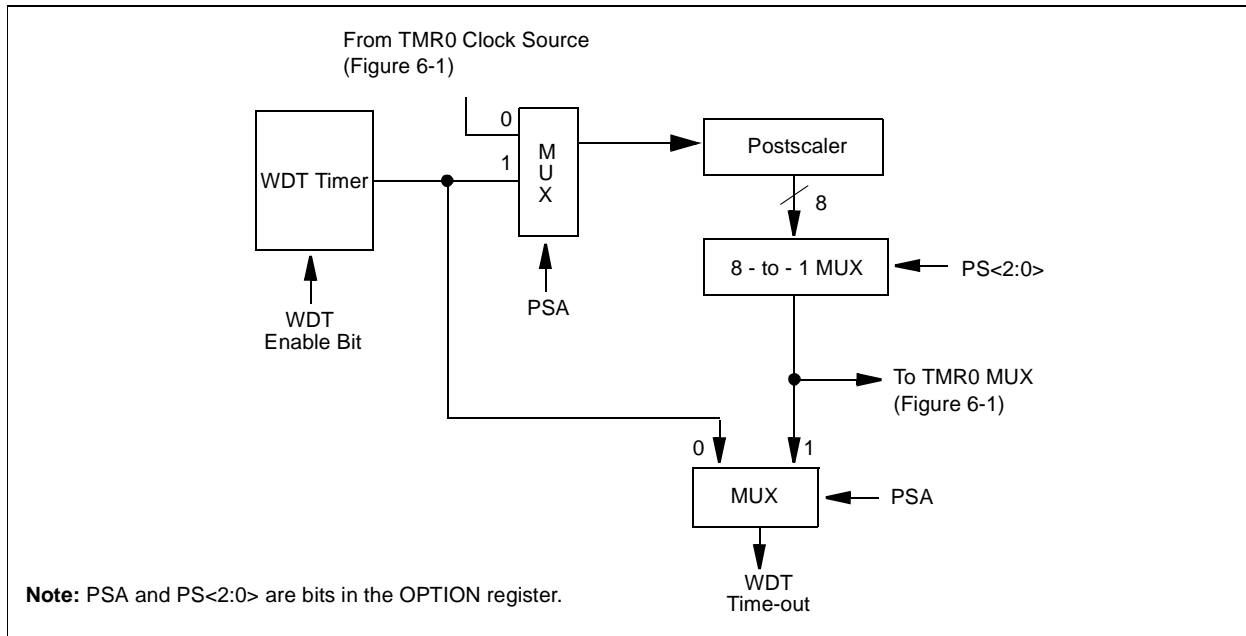 From TMR0 Clock Source
(Figure 6-1)
0
1
M
U
X
WDT Timer
Postscaler
8
8 - to - 1 MUX
PS<2:0>
PSA
WDT
Enable Bit
To TMR0 MUX
(Figure 6-1)
0
1
MUX
PSA
WDT
Time-out
Note: PSA and PS<2:0> are bits in the OPTION register.